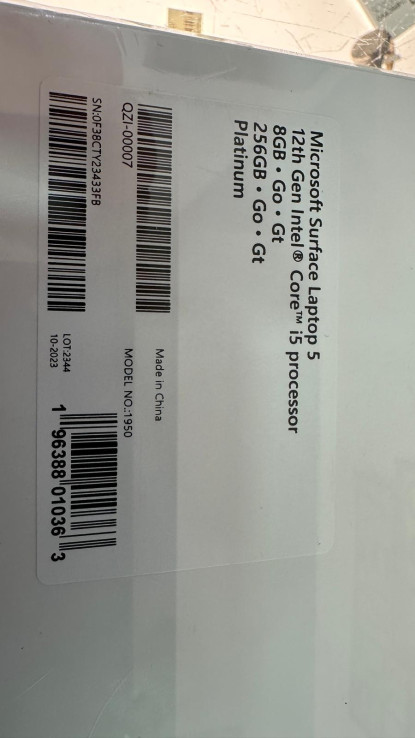 Microsoft Surface Laptop 5
12th Gen Intel® Core™ i5 processor
8GB • Go • Gt
256GB • Go • Gt
Platinum
Made in China
QZI-00007
MODEL NO.:1950
SN:0F38CTY23433F8
LOT:2344
10-2023
1 96388 01036 3